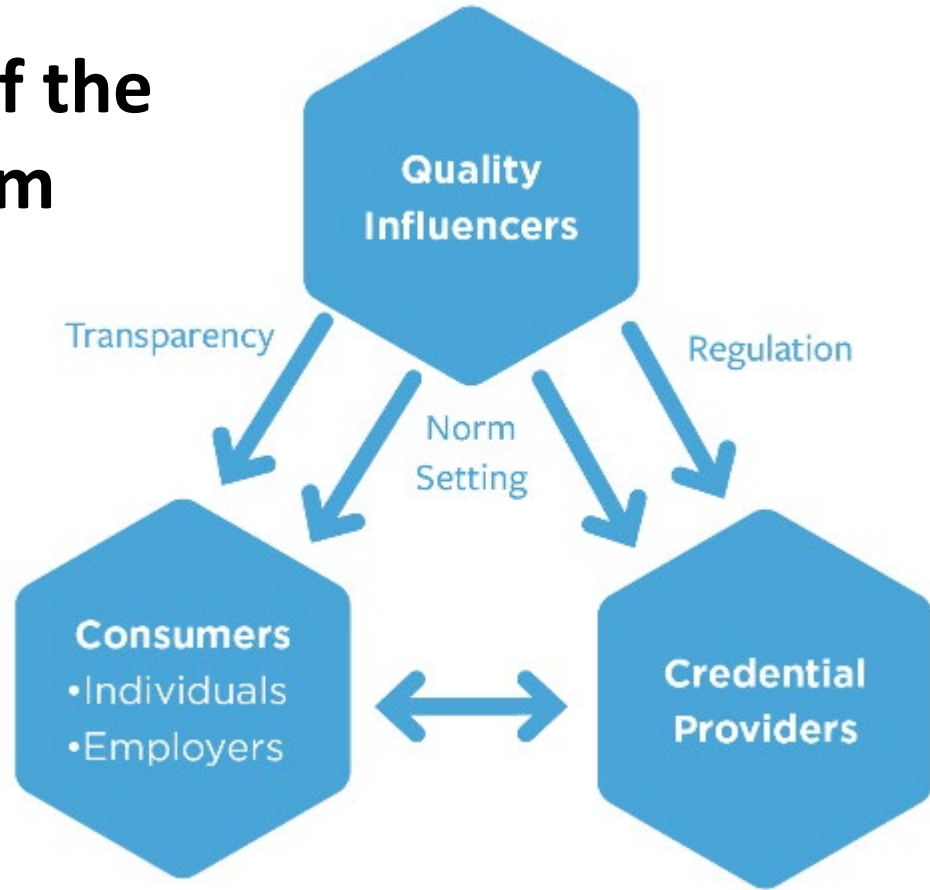 f the
m
Quality
Influencers
Transparency
Regulation
Norm
Setting
Consumers
•Individuals
•Employers
Credential
Providers